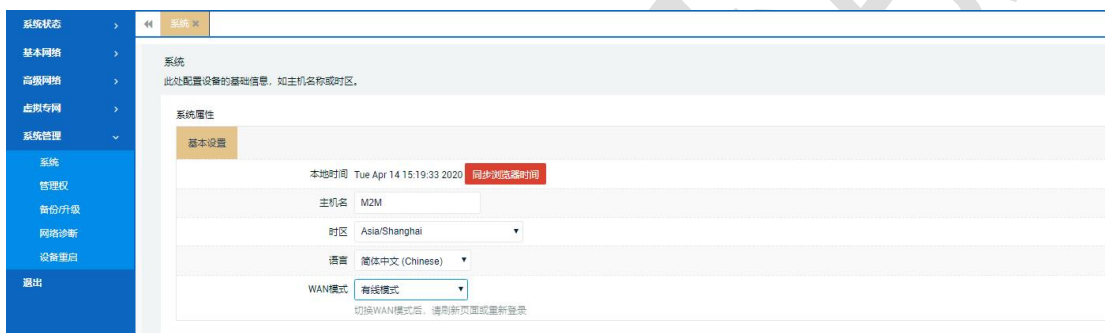 系统状态
基本网络
高级网络
虚拟专网
系统管理
系统
管理权
备份/升级
网络诊断
设备重启
退出
系统
系统
此处配置设备的基础信息，如主机名称或时区。
系统属性
基本设置
本地时间 Tue Apr 14 15:19:33 2020 同步浏览器时间
主机名 M2M
时区 Asia/Shanghai
语言 简体中文 (Chinese)
WAN模式 有线模式
切换WAN模式后，请刷新页面或重新登录